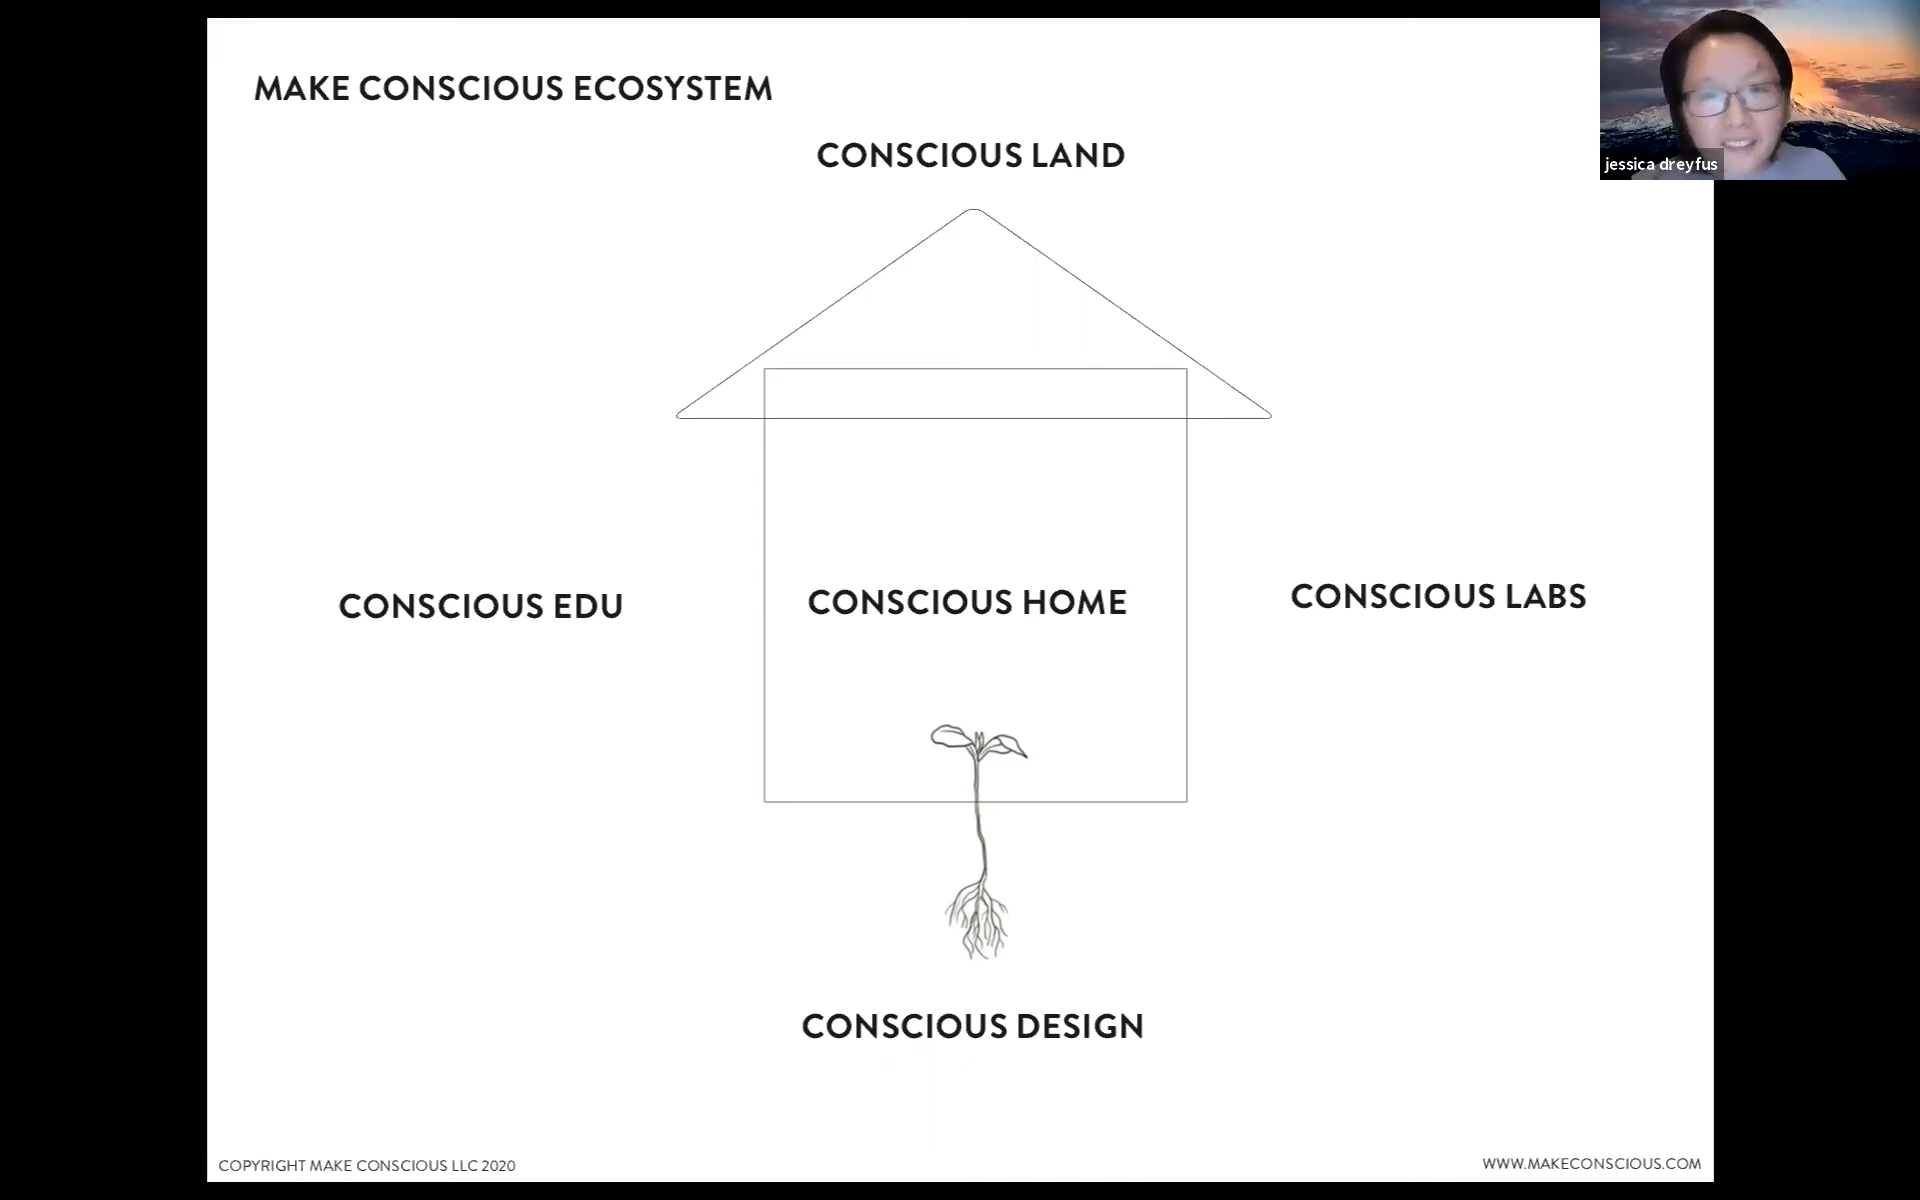 MAKE CONSCIOUS ECOSYSTEM
jessica dreyfus
CONSCIOUS LAND
CONSCIOUS EDU
CONSCIOUS HOME
CONSCIOUS LABS
CONSCIOUS DESIGN
COPYRIGHT MAKE CONSCIOUS LLC 2020
WWW.MAKECONSCIOUS.COM